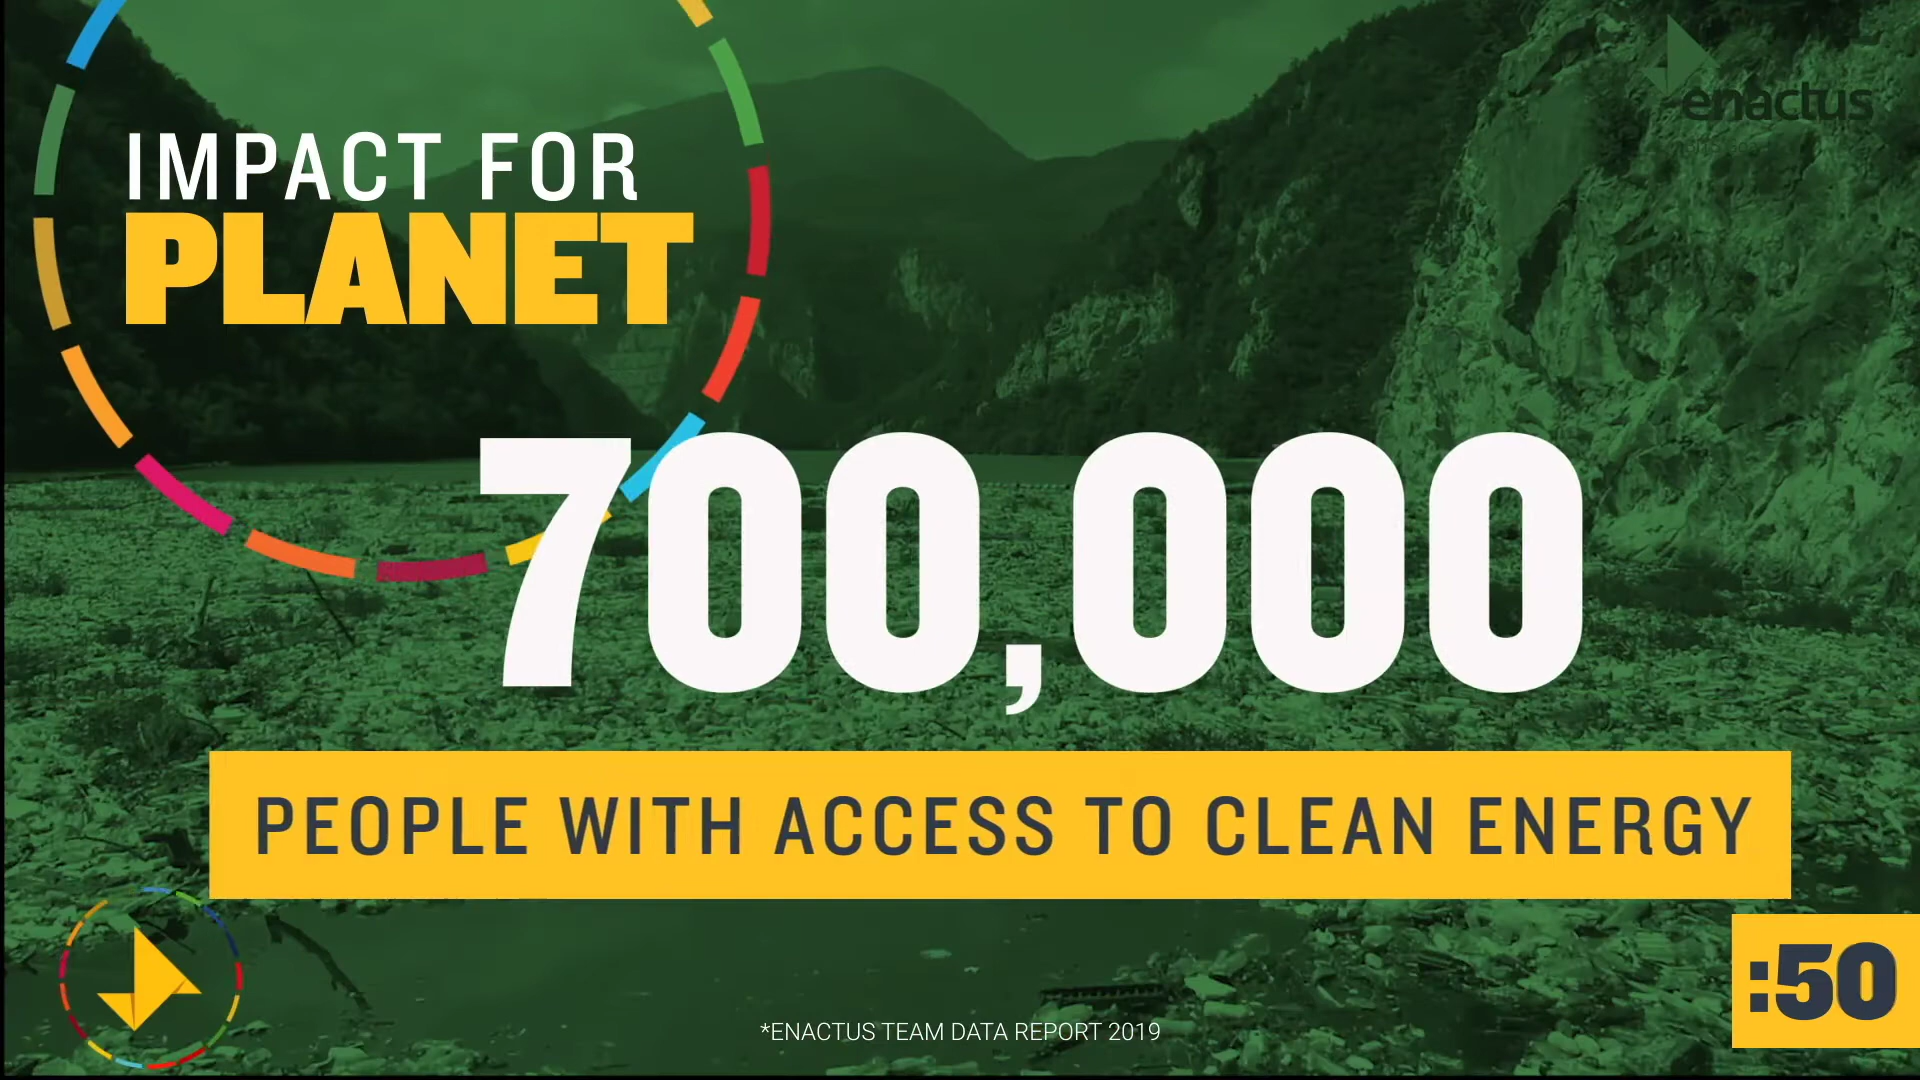 enactus
IMPACT FOR
PLANET
700,000
PEOPLE WITH ACCESS TO CLEAN ENERGY
:50
*ENACTUS TEAM DATA REPORT 2019